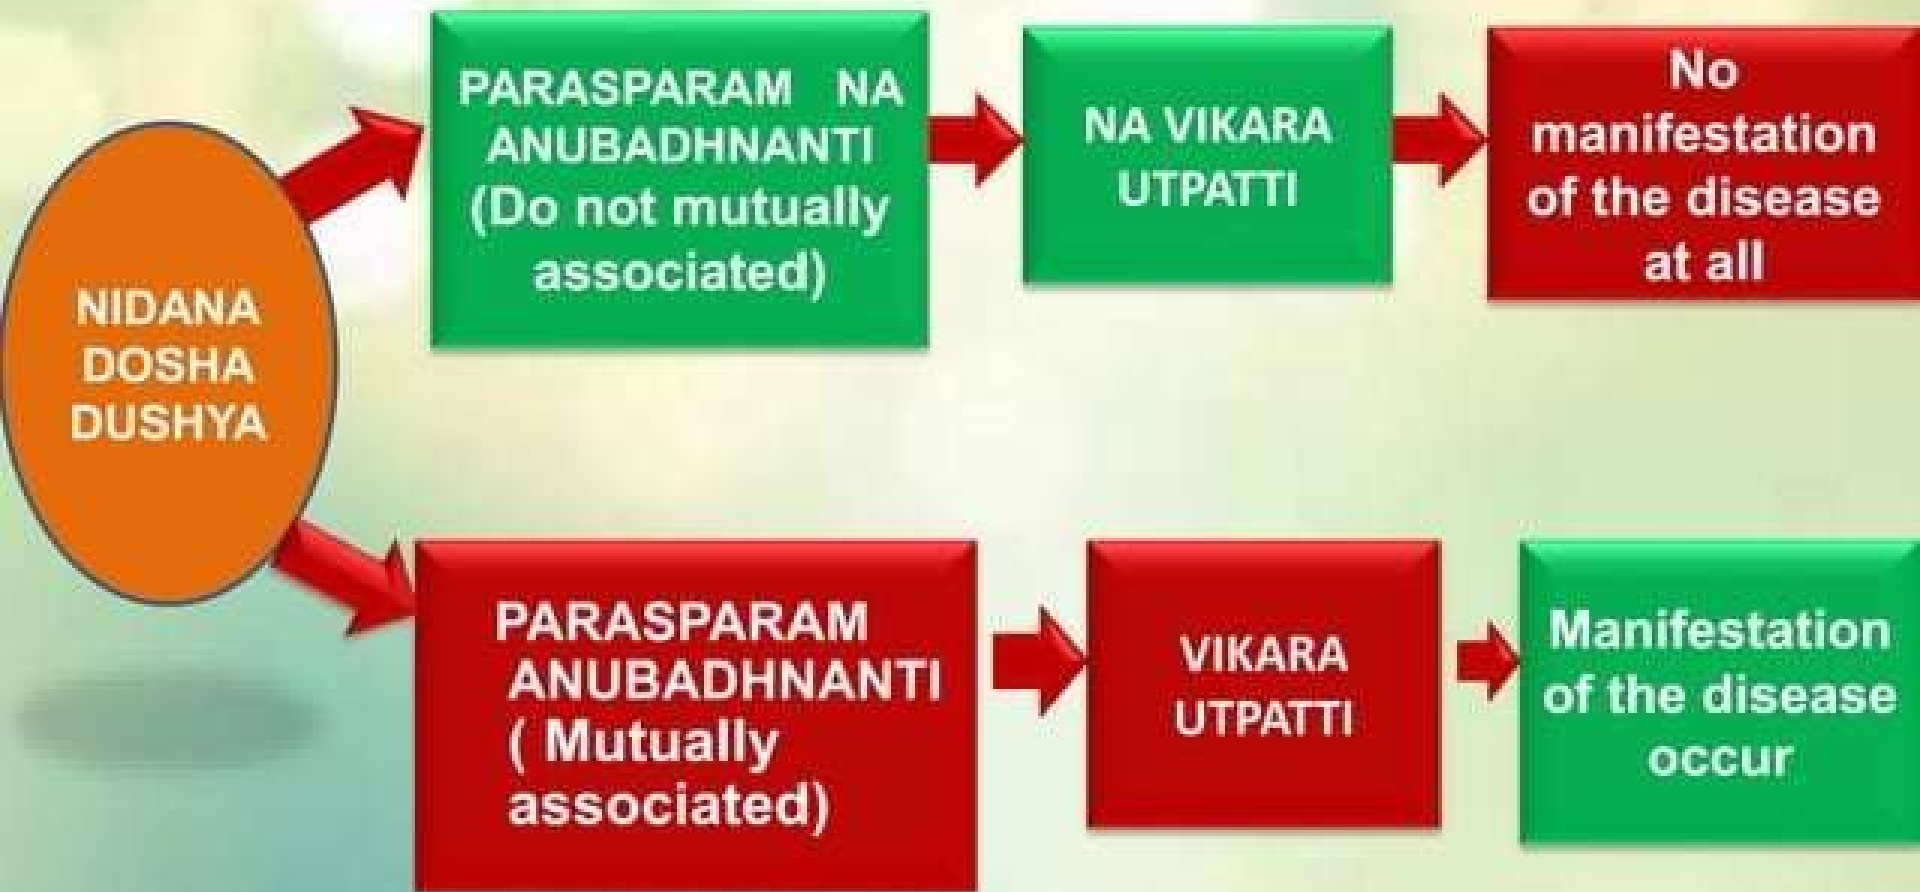 NIDANA
DOSHA
DUSHYA
PARASPARAM NA
ANUBADHNANTI
(Do not mutually
associated)
NA VIKARA
UTPATTI
No
manifestation
of the disease
at all
PARASPARAM
ANUBADHNANTI
( Mutually
associated)
VIKARA
UTPATTI
Manifestation
of the disease
occur